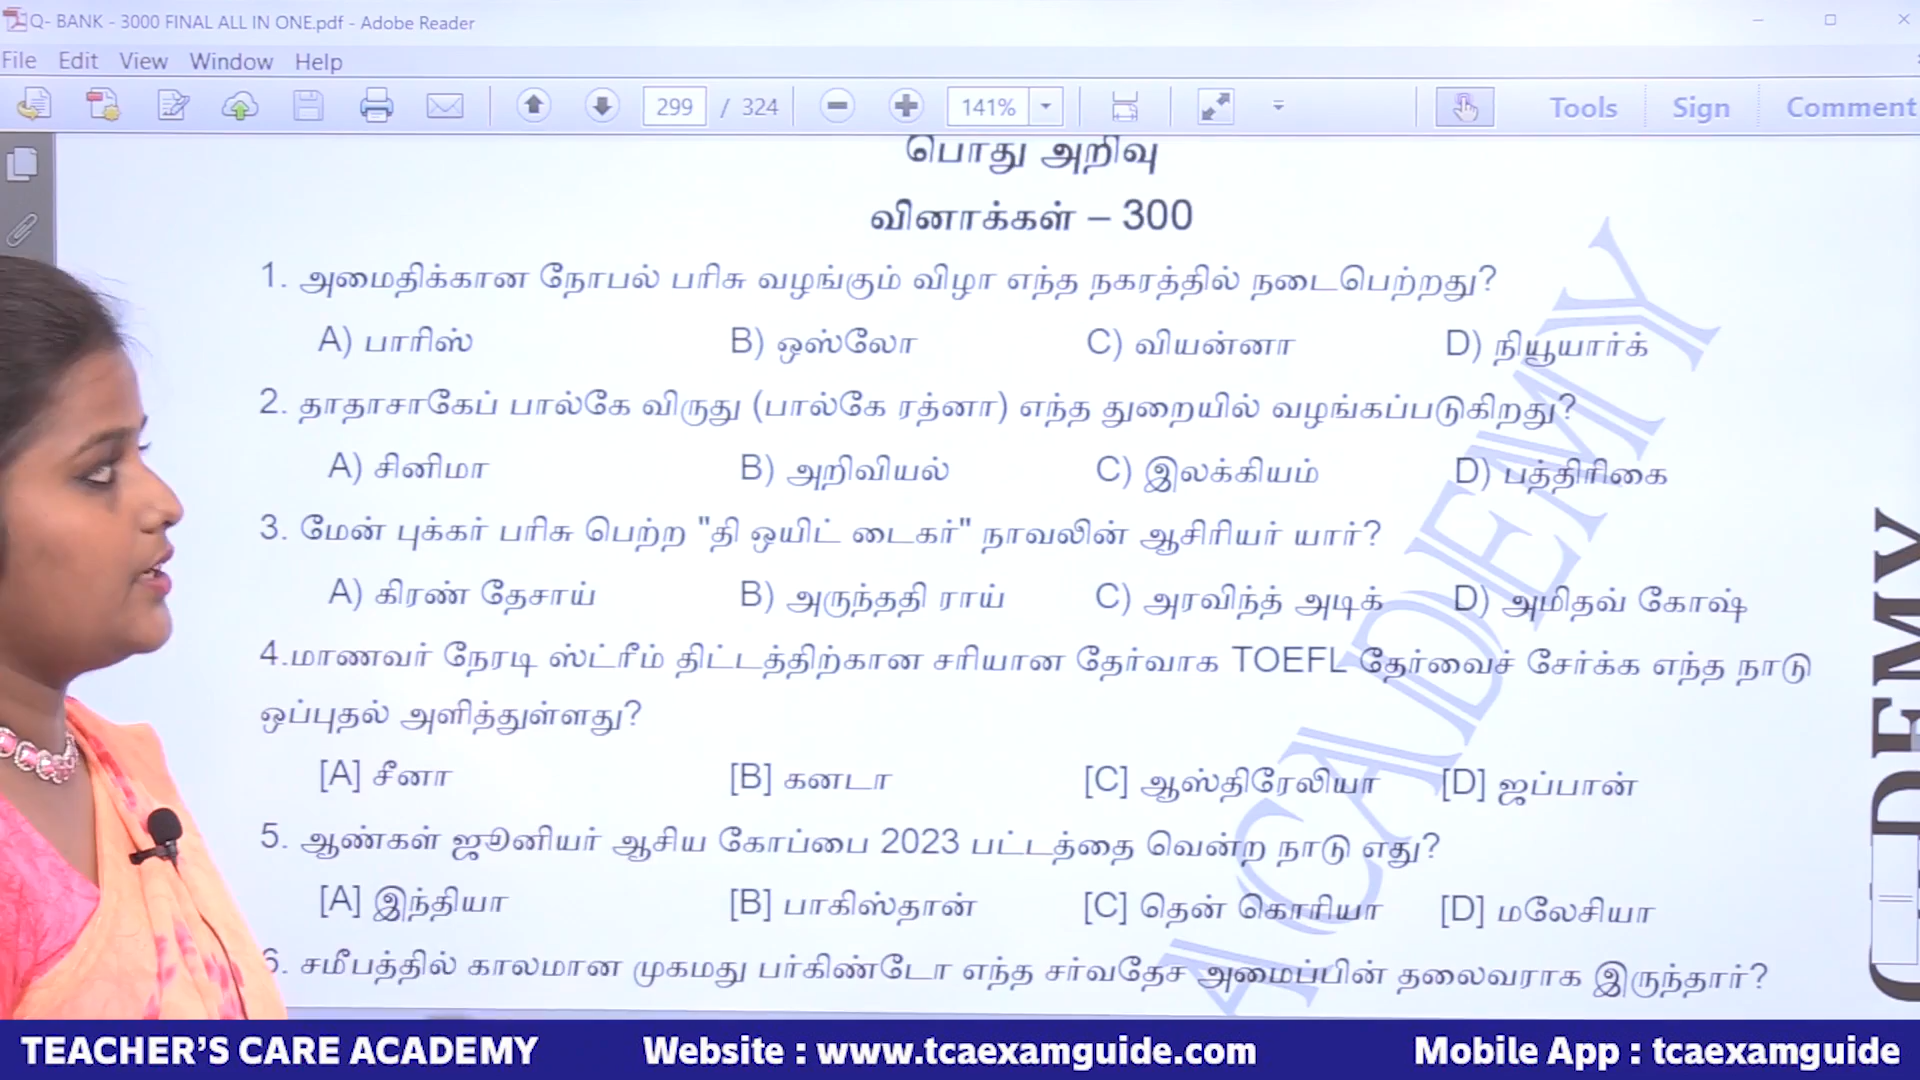 Q- BANK - 3000 FINAL ALL IN ONE.pdf - Adobe Reader
File Edit View Window Help
299 / 324 141% Tools Sign Comment
பொது அறிவு
வினாக்கள் – 300
1. அமைதிக்கான நோபல் பரிசு வழங்கும் விழா எந்த நகரத்தில் நடைபெற்றது?
A) பாரிஸ் B) ஒஸ்லோ C) வியன்னா D) நியூயார்க்
2. தாதாசாகேப் பால்கே விருது (பால்கே ரத்னா) எந்த துறையில் வழங்கப்படுகிறது?
A) சினிமா B) அறிவியல் C) இலக்கியம் D) பத்திரிகை
3. மேன் புக்கர் பரிசு பெற்ற "தி ஒயிட் டைகர்" நாவலின் ஆசிரியர் யார்?
A) கிரண் தேசாய் B) அருந்ததி ராய் C) அரவிந்த் அடிக் D) அமிதவ் கோஷ்
4.மாணவர் நேரடி ஸ்ட்ரீம் திட்டத்திற்கான சரியான தேர்வாக TOEFL தேர்வைச் சேர்க்க எந்த நாடு
ஒப்புதல் அளித்துள்ளது?
[A] சீனா [B] கனடா [C] ஆஸ்திரேலியா [D] ஜப்பான்
5. ஆண்கள் ஜூனியர் ஆசிய கோப்பை 2023 பட்டத்தை வென்ற நாடு எது?
[A] இந்தியா [B] பாகிஸ்தான் [C] தென் கொரியா [D] மலேசியா
6. சமீபத்தில் காலமான முகமது பர்கிண்டோ எந்த சர்வதேச அமைப்பின் தலைவராக இருந்தார்?
ACADEMY
DEMY
TEACHER'S CARE ACADEMY Website : www.tcaexamguide.com Mobile App : tcaexamguide